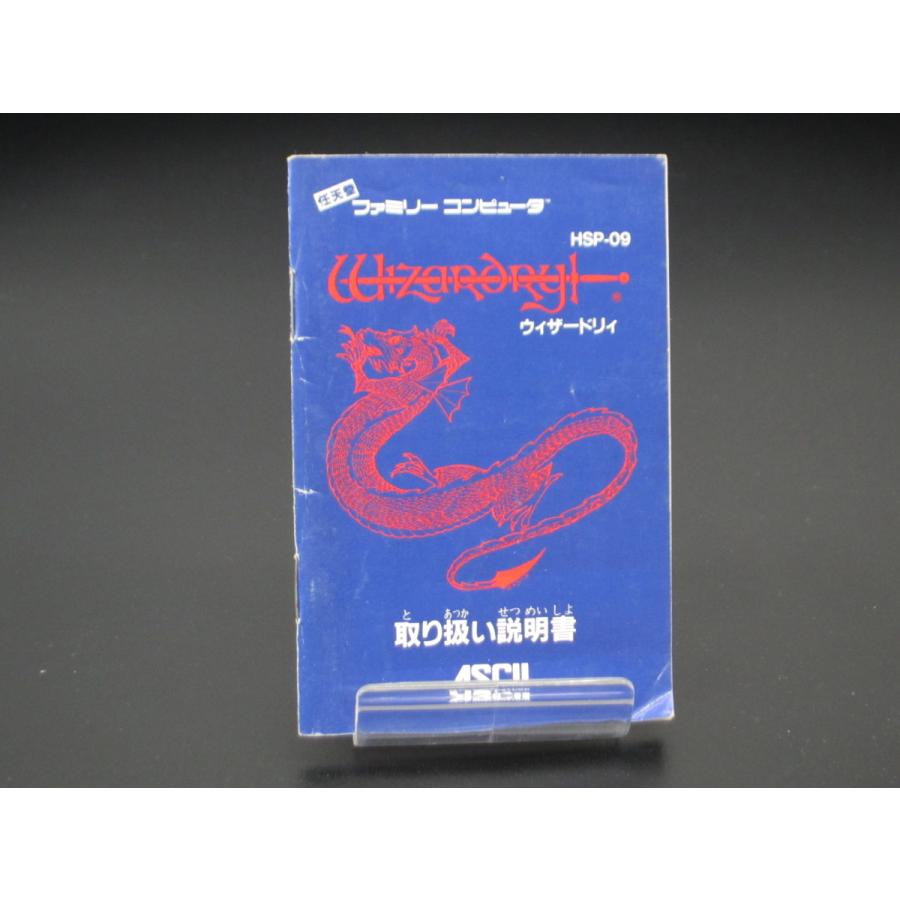 任天堂
ファミリー コンピュータ™
HSP-09
Wizardry®
ウィザードリィ
と あつか せつ めい しょ
取り扱い説明書
ASCII